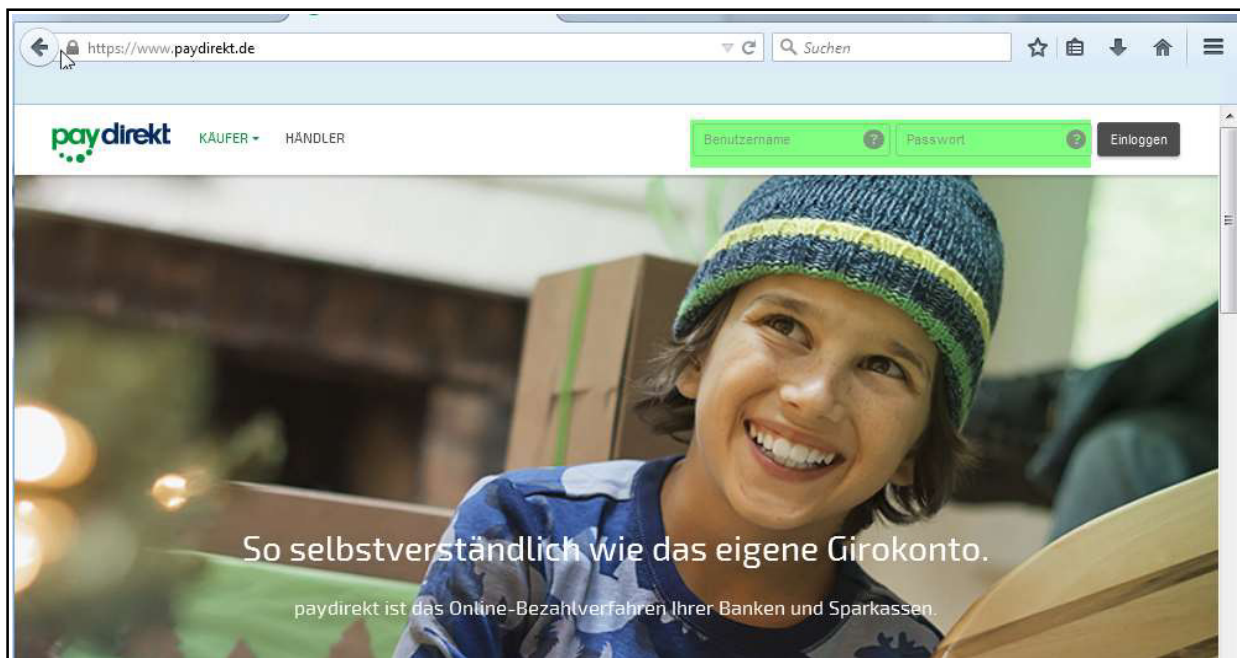 https://www.paydirekt.de
Suchen
paydirekt
KÄUFER
HÄNDLER
Benutzername
?
Passwort
?
Einloggen
So selbstverständlich wie das eigene Girokonto.
paydirekt ist das Online-Bezahlverfahren Ihrer Banken und Sparkassen.